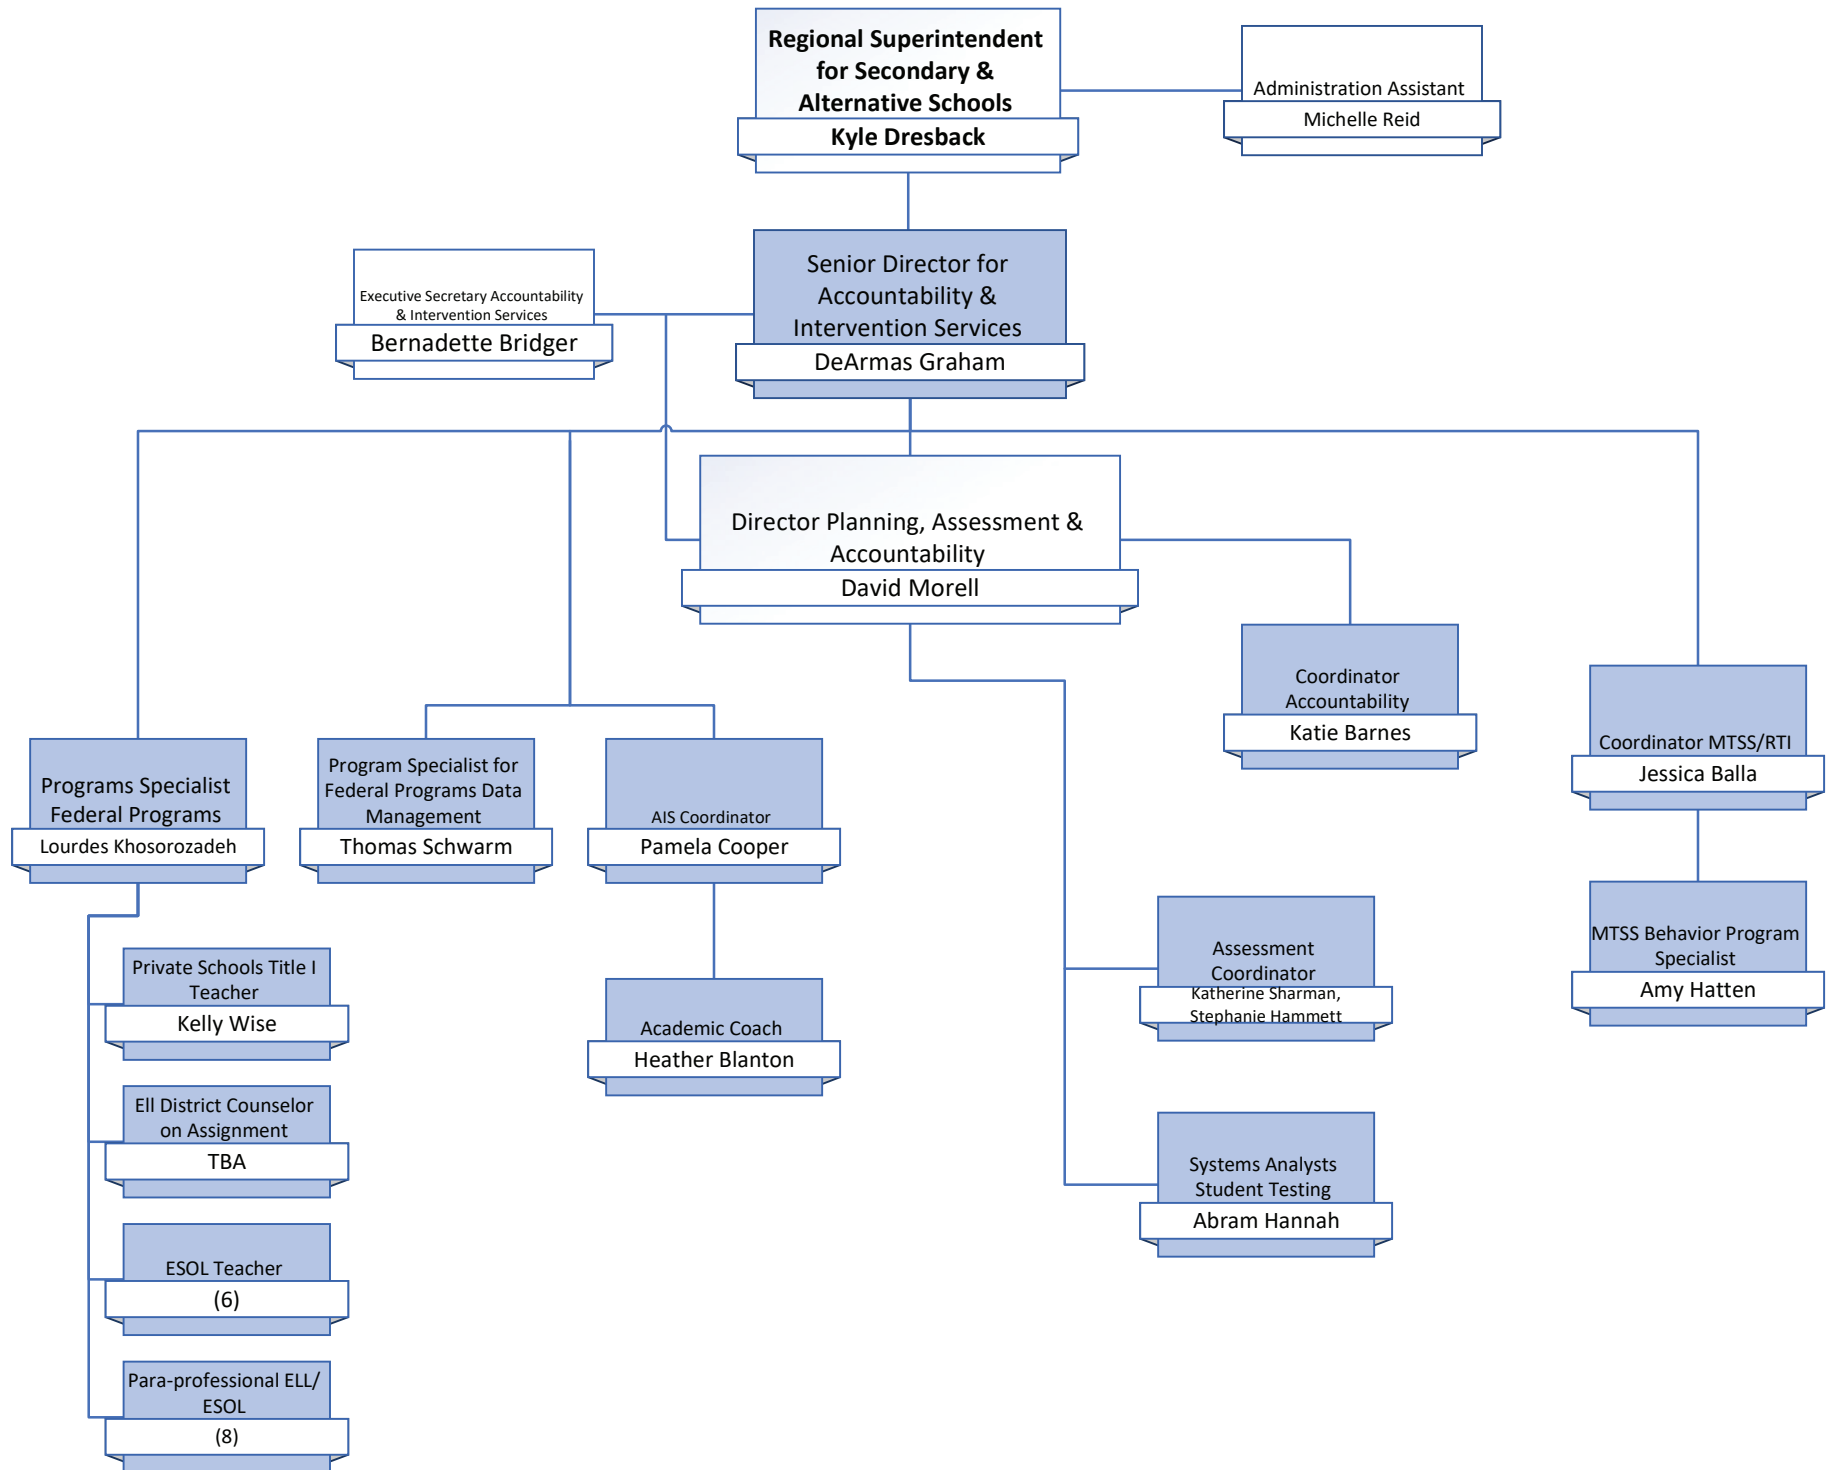 Regional Superintendent
for Secondary &
Alternative Schools
Kyle Dresback
Administration Assistant
Michelle Reid
Executive Secretary Accountability
& Intervention Services
Bernadette Bridger
Senior Director for
Accountability &
Intervention Services
DeArmas Graham
Director Planning, Assessment &
Accountability
David Morell
Coordinator
Accountability
Katie Barnes
Coordinator MTSS/RTI
Jessica Balla
Programs Specialist
Federal Programs
Lourdes Khosorozadeh
Program Specialist for
Federal Programs Data
Management
Thomas Schwarm
AIS Coordinator
Pamela Cooper
MTSS Behavior Program
Specialist
Amy Hatten
Assessment
Coordinator
Katherine Sharman,
Stephanie Hammett
Private Schools Title I
Teacher
Kelly Wise
Academic Coach
Heather Blanton
Ell District Counselor
on Assignment
TBA
Systems Analysts
Student Testing
Abram Hannah
ESOL Teacher
(6)
Para-professional ELL/
ESOL
(8)